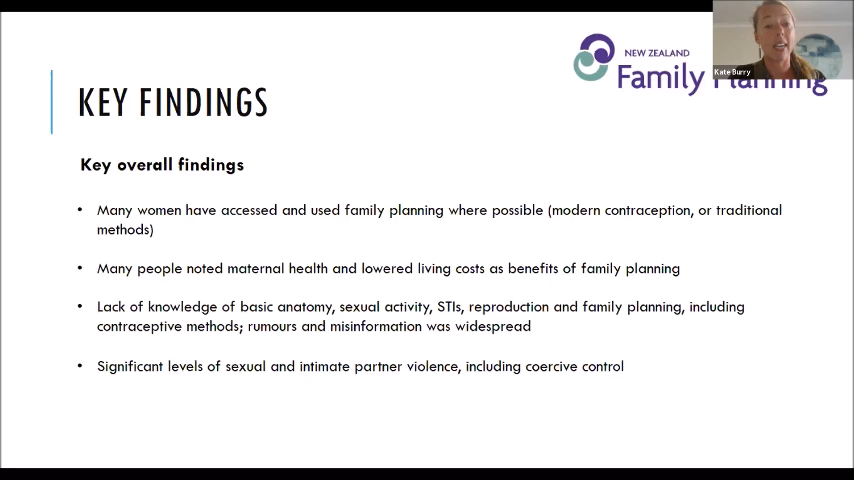 NEW ZEALAND
Family Planning
Kate Burry
KEY FINDINGS
Key overall findings
• Many women have accessed and used family planning where possible (modern contraception, or traditional
methods)
• Many people noted maternal health and lowered living costs as benefits of family planning
• Lack of knowledge of basic anatomy, sexual activity, STIs, reproduction and family planning, including
contraceptive methods; rumours and misinformation was widespread
• Significant levels of sexual and intimate partner violence, including coercive control